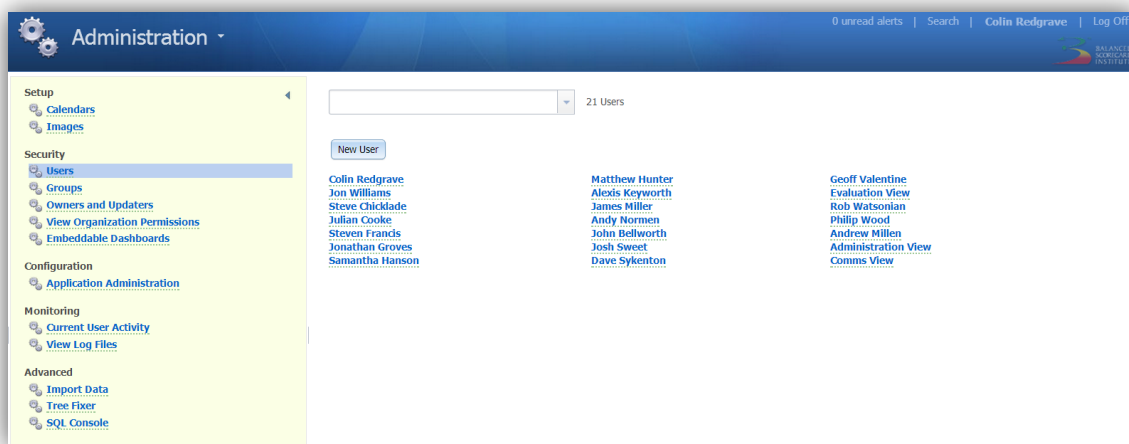 0 unread alerts | Search | Colin Redgrave | Log Off
Administration
BALANCED
SCORECARD
INSTITUTE
Setup
Calendars
Images
Security
Users
Groups
Owners and Updaters
View Organization Permissions
Embeddable Dashboards
Configuration
Application Administration
Monitoring
Current User Activity
View Log Files
Advanced
Import Data
Tree Fixer
SQL Console
21 Users
New User
Colin Redgrave
Jon Williams
Steve Chicklade
Julian Cooke
Steven Francis
Jonathan Groves
Samantha Hanson
Matthew Hunter
Alexis Keyworth
James Miller
Andy Normen
John Bellworth
Josh Sweet
Dave Sykenton
Geoff Valentine
Evaluation View
Rob Watsonian
Philip Wood
Andrew Millen
Administration View
Comms View